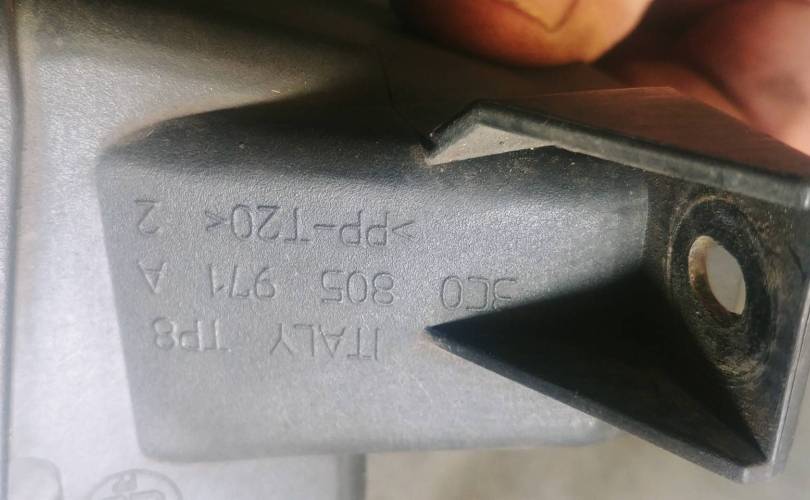 ITALY TP8
3C0 805 971 A
>PP-T20< 2